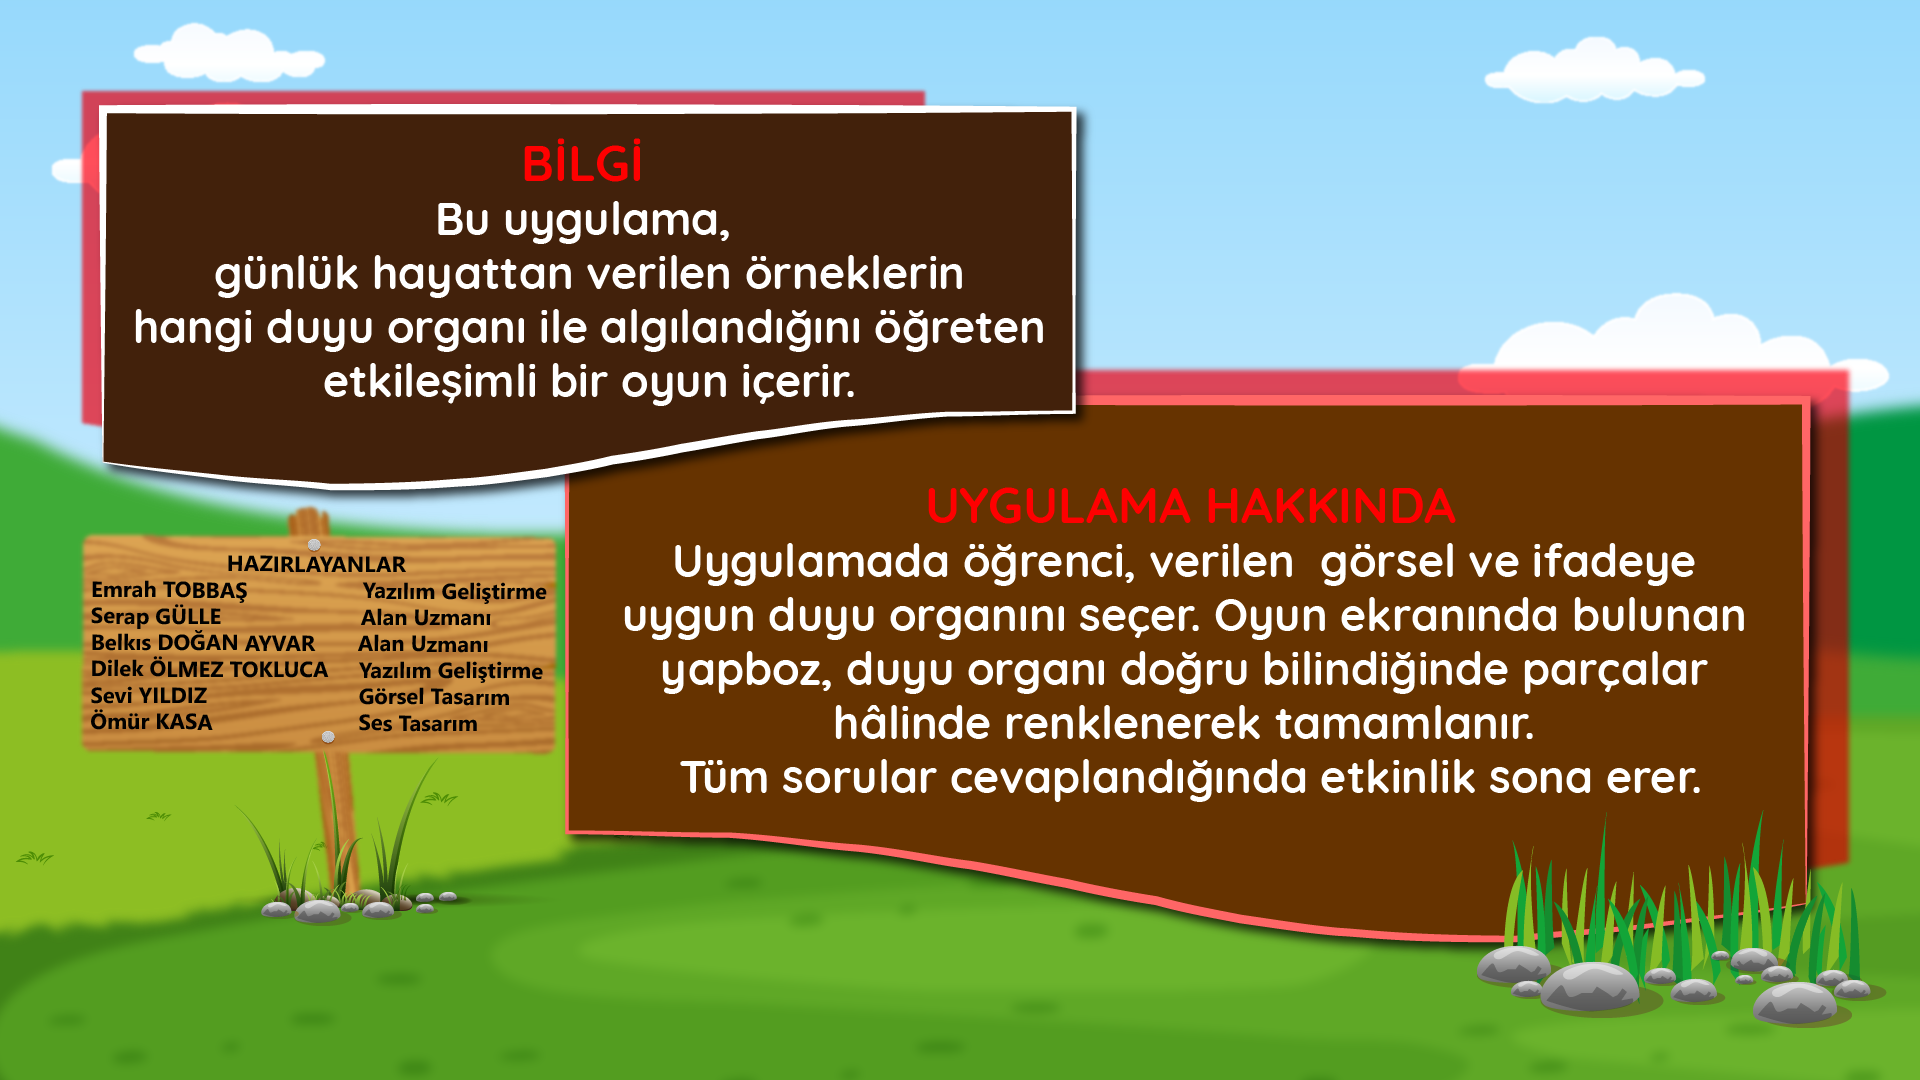 BİLGİ
Bu uygulama,
günlük hayattan verilen örneklerin
hangi duyu organı ile algılandığını öğreten
etkileşimli bir oyun içerir.
UYGULAMA HAKKINDA
Uygulamada öğrenci, verilen  görsel ve ifadeye
uygun duyu organını seçer. Oyun ekranında bulunan
yapboz, duyu organı doğru bilindiğinde parçalar
hâlinde renklenerek tamamlanır.
Tüm sorular cevaplandığında etkinlik sona erer.
HAZIRLAYANLAR
Emrah TOBBAŞ Yazılım Geliştirme
Serap GÜLLE Alan Uzmanı
Belkıs DOĞAN AYVAR Alan Uzmanı
Dilek ÖLMEZ TOKLUCA Yazılım Geliştirme
Sevi YILDIZ Görsel Tasarım
Ömür KASA Ses Tasarım